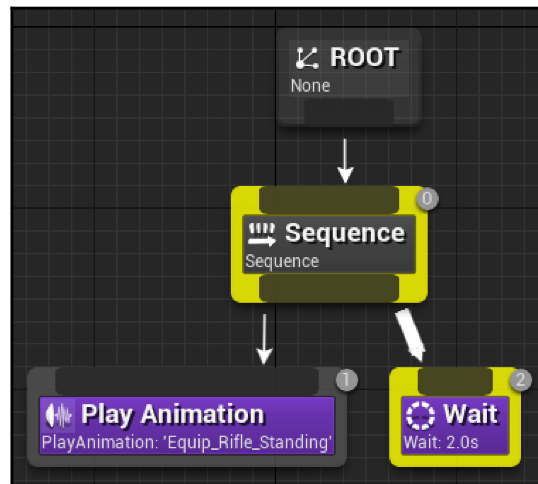 ROOT
None
0
Sequence
Sequence
1
2
Play Animation
PlayAnimation: 'Equip_Rifle_Standing'
Wait
Wait: 2.0s